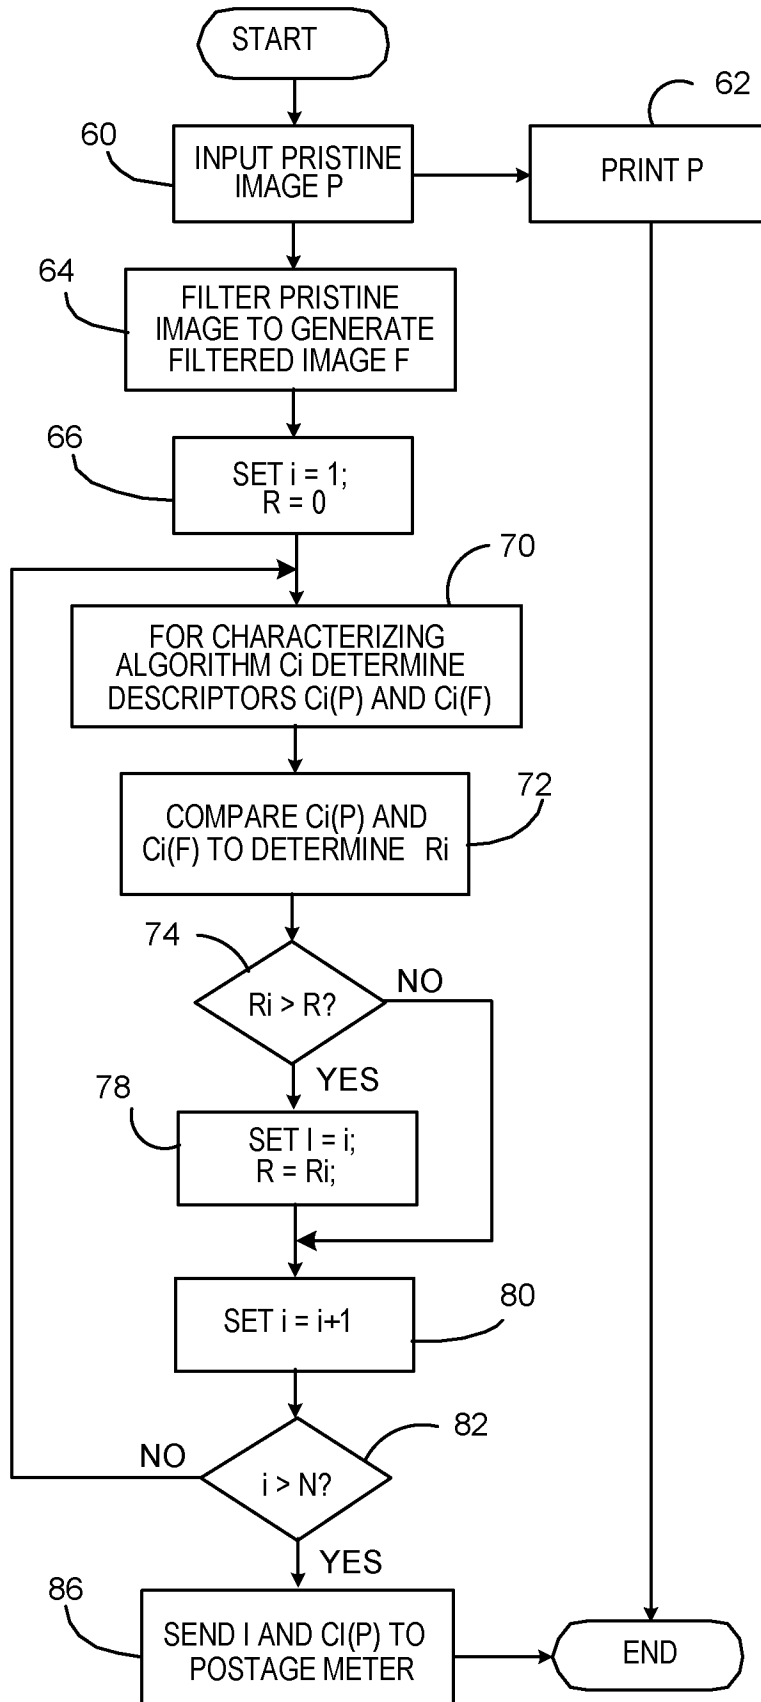 START
60
INPUT PRISTINE
IMAGE P
62
PRINT P
64
FILTER PRISTINE
IMAGE TO GENERATE
FILTERED IMAGE F
66
SET i = 1;
R = 0
70
FOR CHARACTERIZING
ALGORITHM Ci DETERMINE
DESCRIPTORS Ci(P) AND Ci(F)
72
COMPARE Ci(P) AND
Ci(F) TO DETERMINE Ri
74
Ri > R?
NO
YES
78
SET I = i;
R = Ri;
80
SET i = i+1
82
i > N?
NO
YES
86
SEND I AND CI(P) TO
POSTAGE METER
END